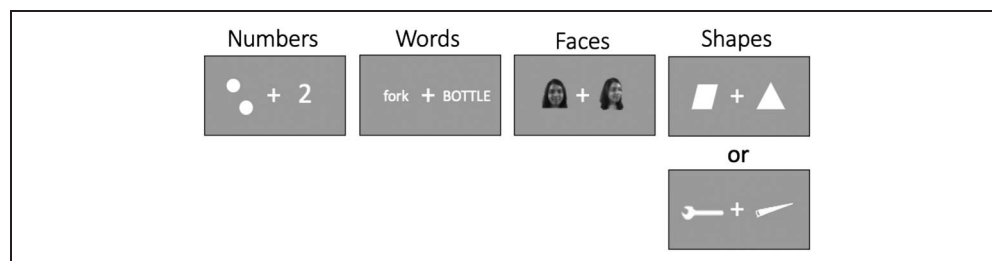 Numbers Words Faces Shapes
+ 2 fork + BOTTLE + +
or
+